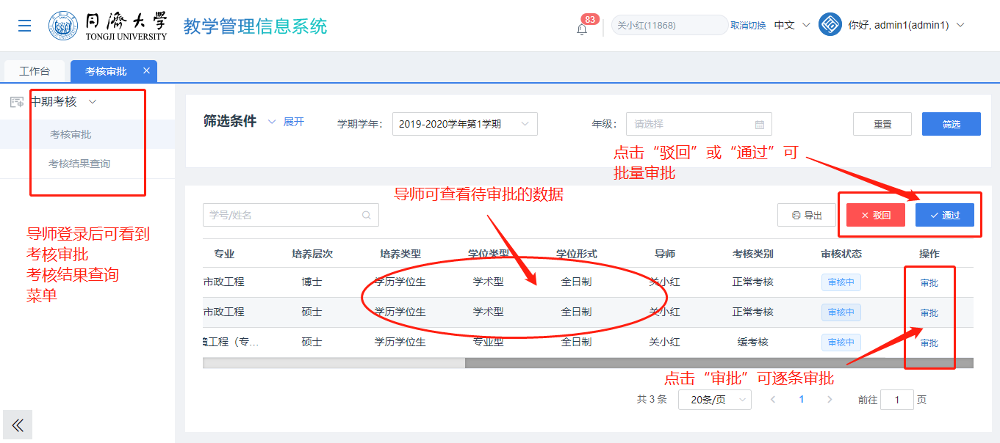 同濟大學
TONGJI UNIVERSITY
教学管理信息系统
83
关小红(11868)
取消切换
中文
你好, admin1(admin1)
工作台
考核审批
中期考核
考核审批
考核结果查询
导师登录后可看到
考核审批
考核结果查询
菜单
筛选条件
展开
学期学年：
2019-2020学年第1学期
年级：
请选择
重置
筛选
点击“驳回”或“通过”可
批量审批
导师可查看待审批的数据
学号/姓名
导出
驳回
通过
专业 培养层次 培养类型 学位类型 学位形式 导师 考核类别 审核状态 操作
市政工程 博士 学历学位生 学术型 全日制 关小红 正常考核 审核中 审批
市政工程 硕士 学历学位生 学术型 全日制 关小红 正常考核 审核中 审批
工程（专... 硕士 学历学位生 专业型 全日制 关小红 缓考核 审核中 审批
点击“审批”可逐条审批
共 3 条
20条/页
1
前往 1 页